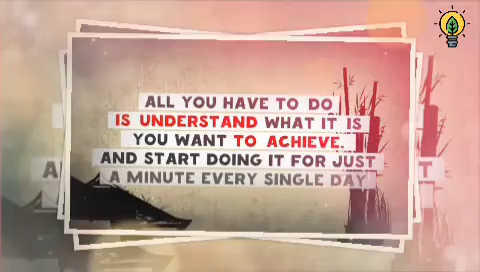 ALL YOU HAVE TO DO
IS UNDERSTAND WHAT IT IS
YOU WANT TO ACHIEVE.
AND START DOING IT FOR JUST
A MINUTE EVERY SINGLE DAY